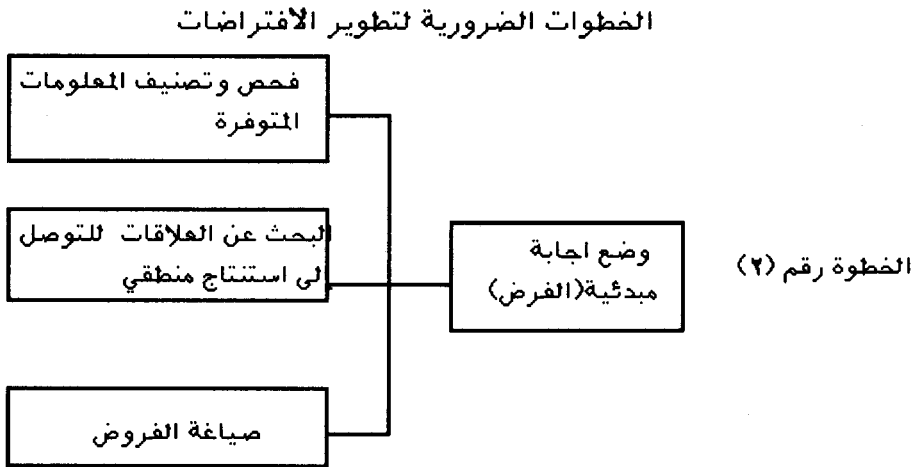 الخطوات الضرورية لتطوير الافتراضات
فحص وتصنيف المعلومات
المتوفرة
البحث عن العلاقات للتوصل
لى استنتاج منطقي
وضع اجابة
مبدئية (الفرض)
الخطوة رقم (٢)
صياغة الفروض